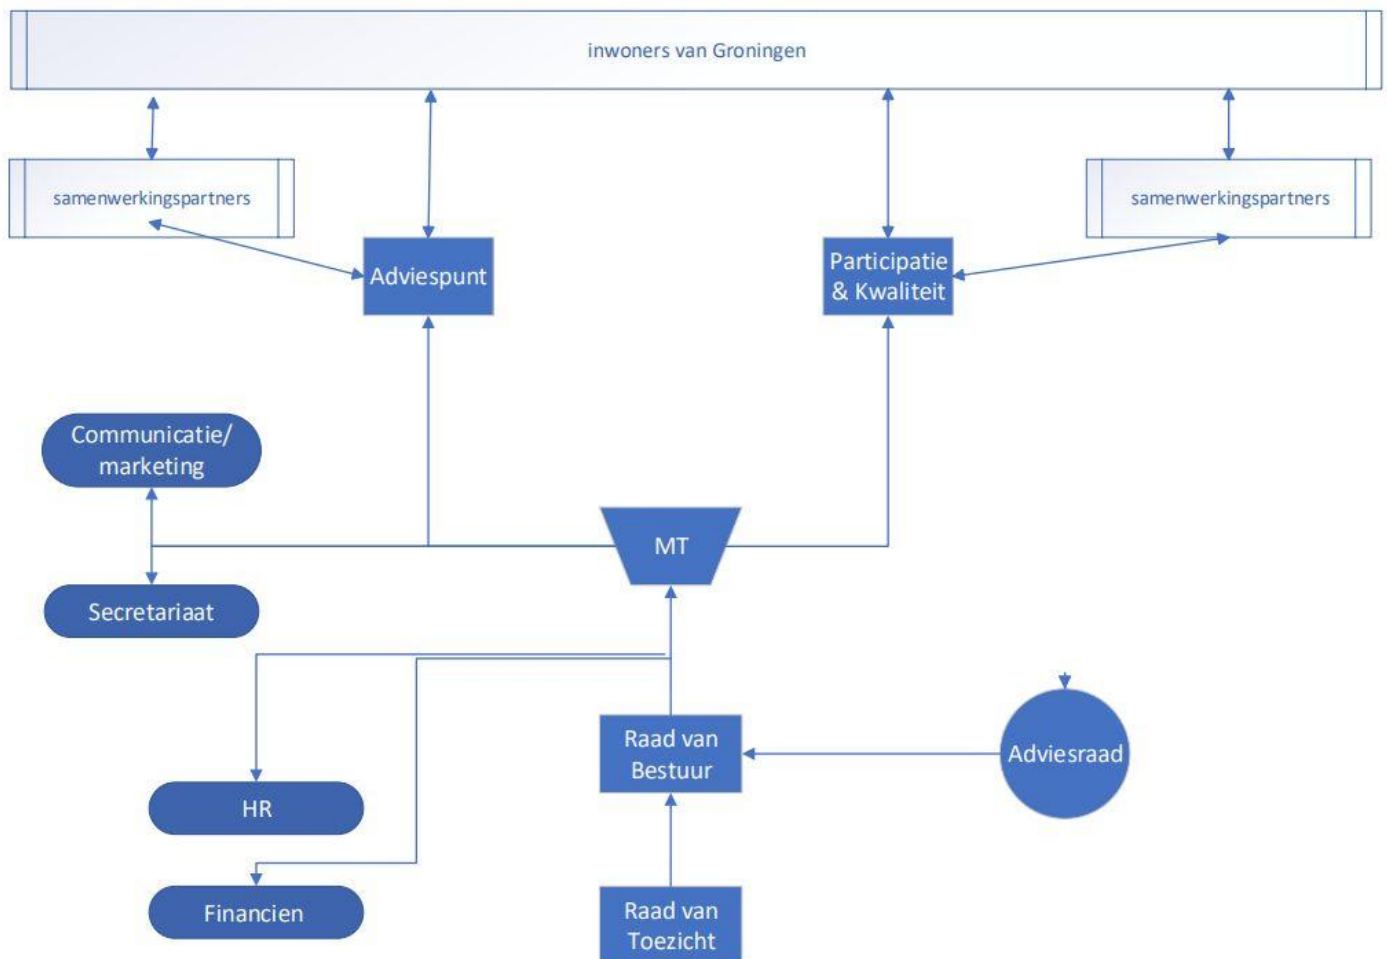 inwoners van Groningen
samenwerkingspartners
samenwerkingspartners
Adviespunt
Participatie
& Kwaliteit
Communicatie/
marketing
MT
Secretariaat
Raad van
Bestuur
Adviesraad
HR
Financien
Raad van
Toezicht